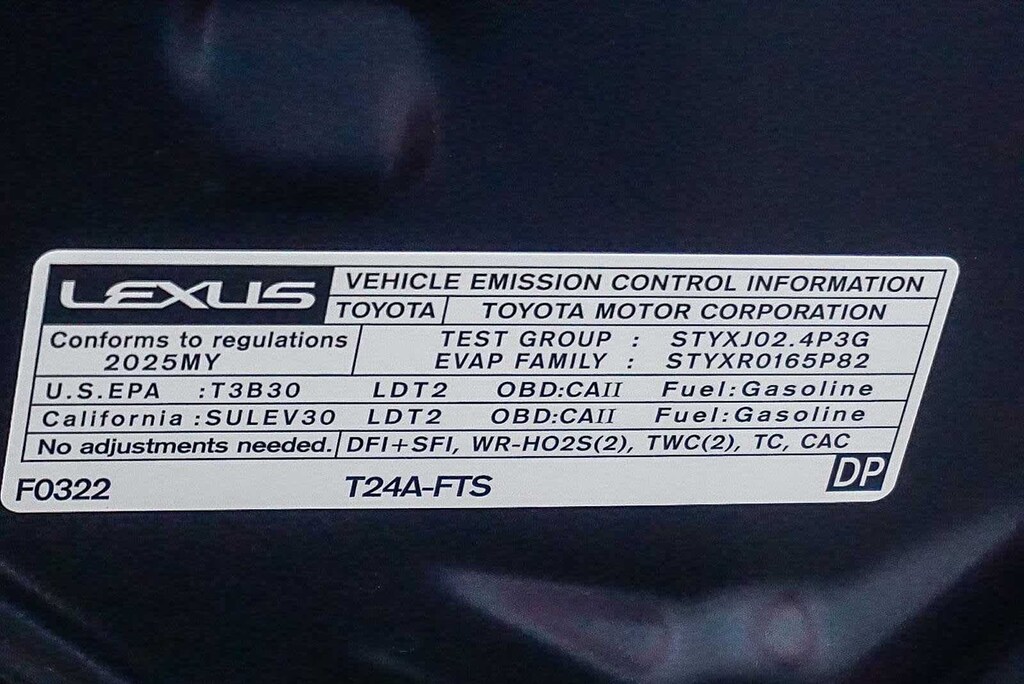 LEXUS VEHICLE EMISSION CONTROL INFORMATION
TOYOTA TOYOTA MOTOR CORPORATION
Conforms to regulations TEST GROUP : STYXJ02.4P3G
2025MY EVAP FAMILY : STYXR0165P82
U.S.EPA :T3B30 LDT2 OBD:CAII Fuel:Gasoline
California :SULEV30 LDT2 OBD:CAII Fuel:Gasoline
No adjustments needed. DFI+SFI, WR-HO2S(2), TWC(2), TC, CAC
F0322 T24A-FTS DP